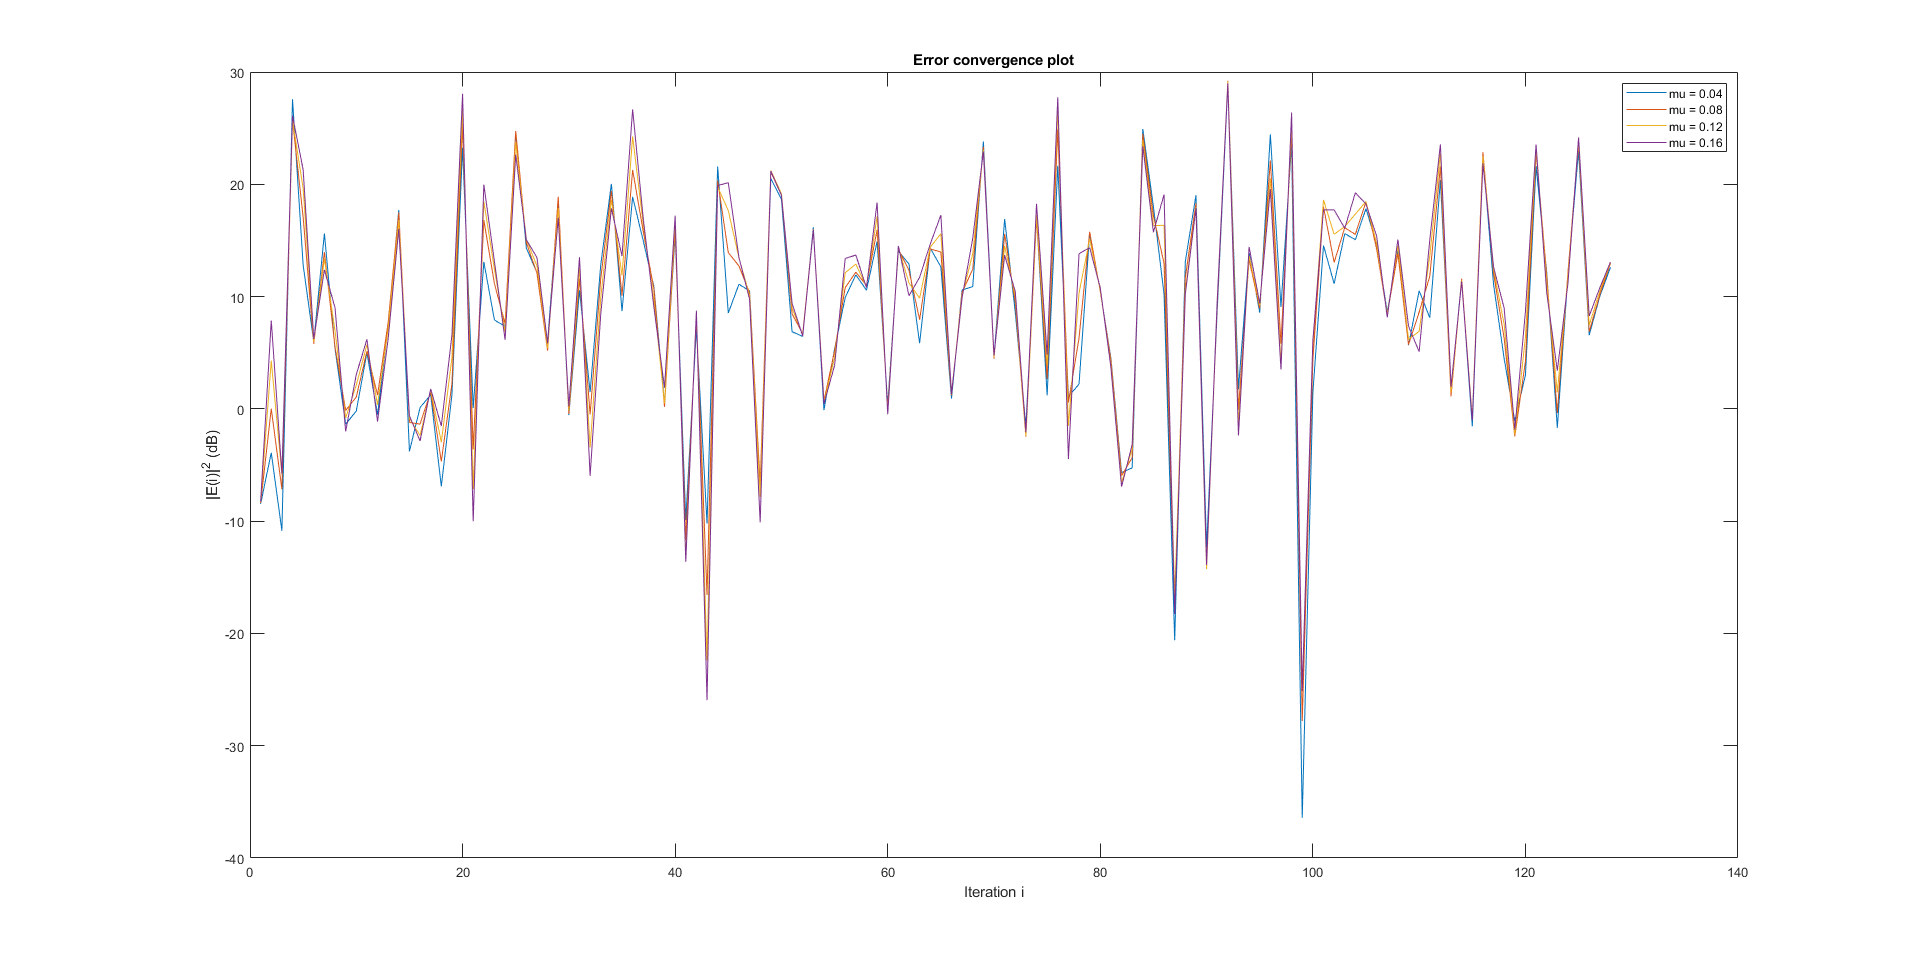 Error convergence plot
30
20
10
0
-10
-20
-30
-40
|E(i)|² (dB)
0
20
40
60
80
100
120
140
Iteration i
mu = 0.04
mu = 0.08
mu = 0.12
mu = 0.16